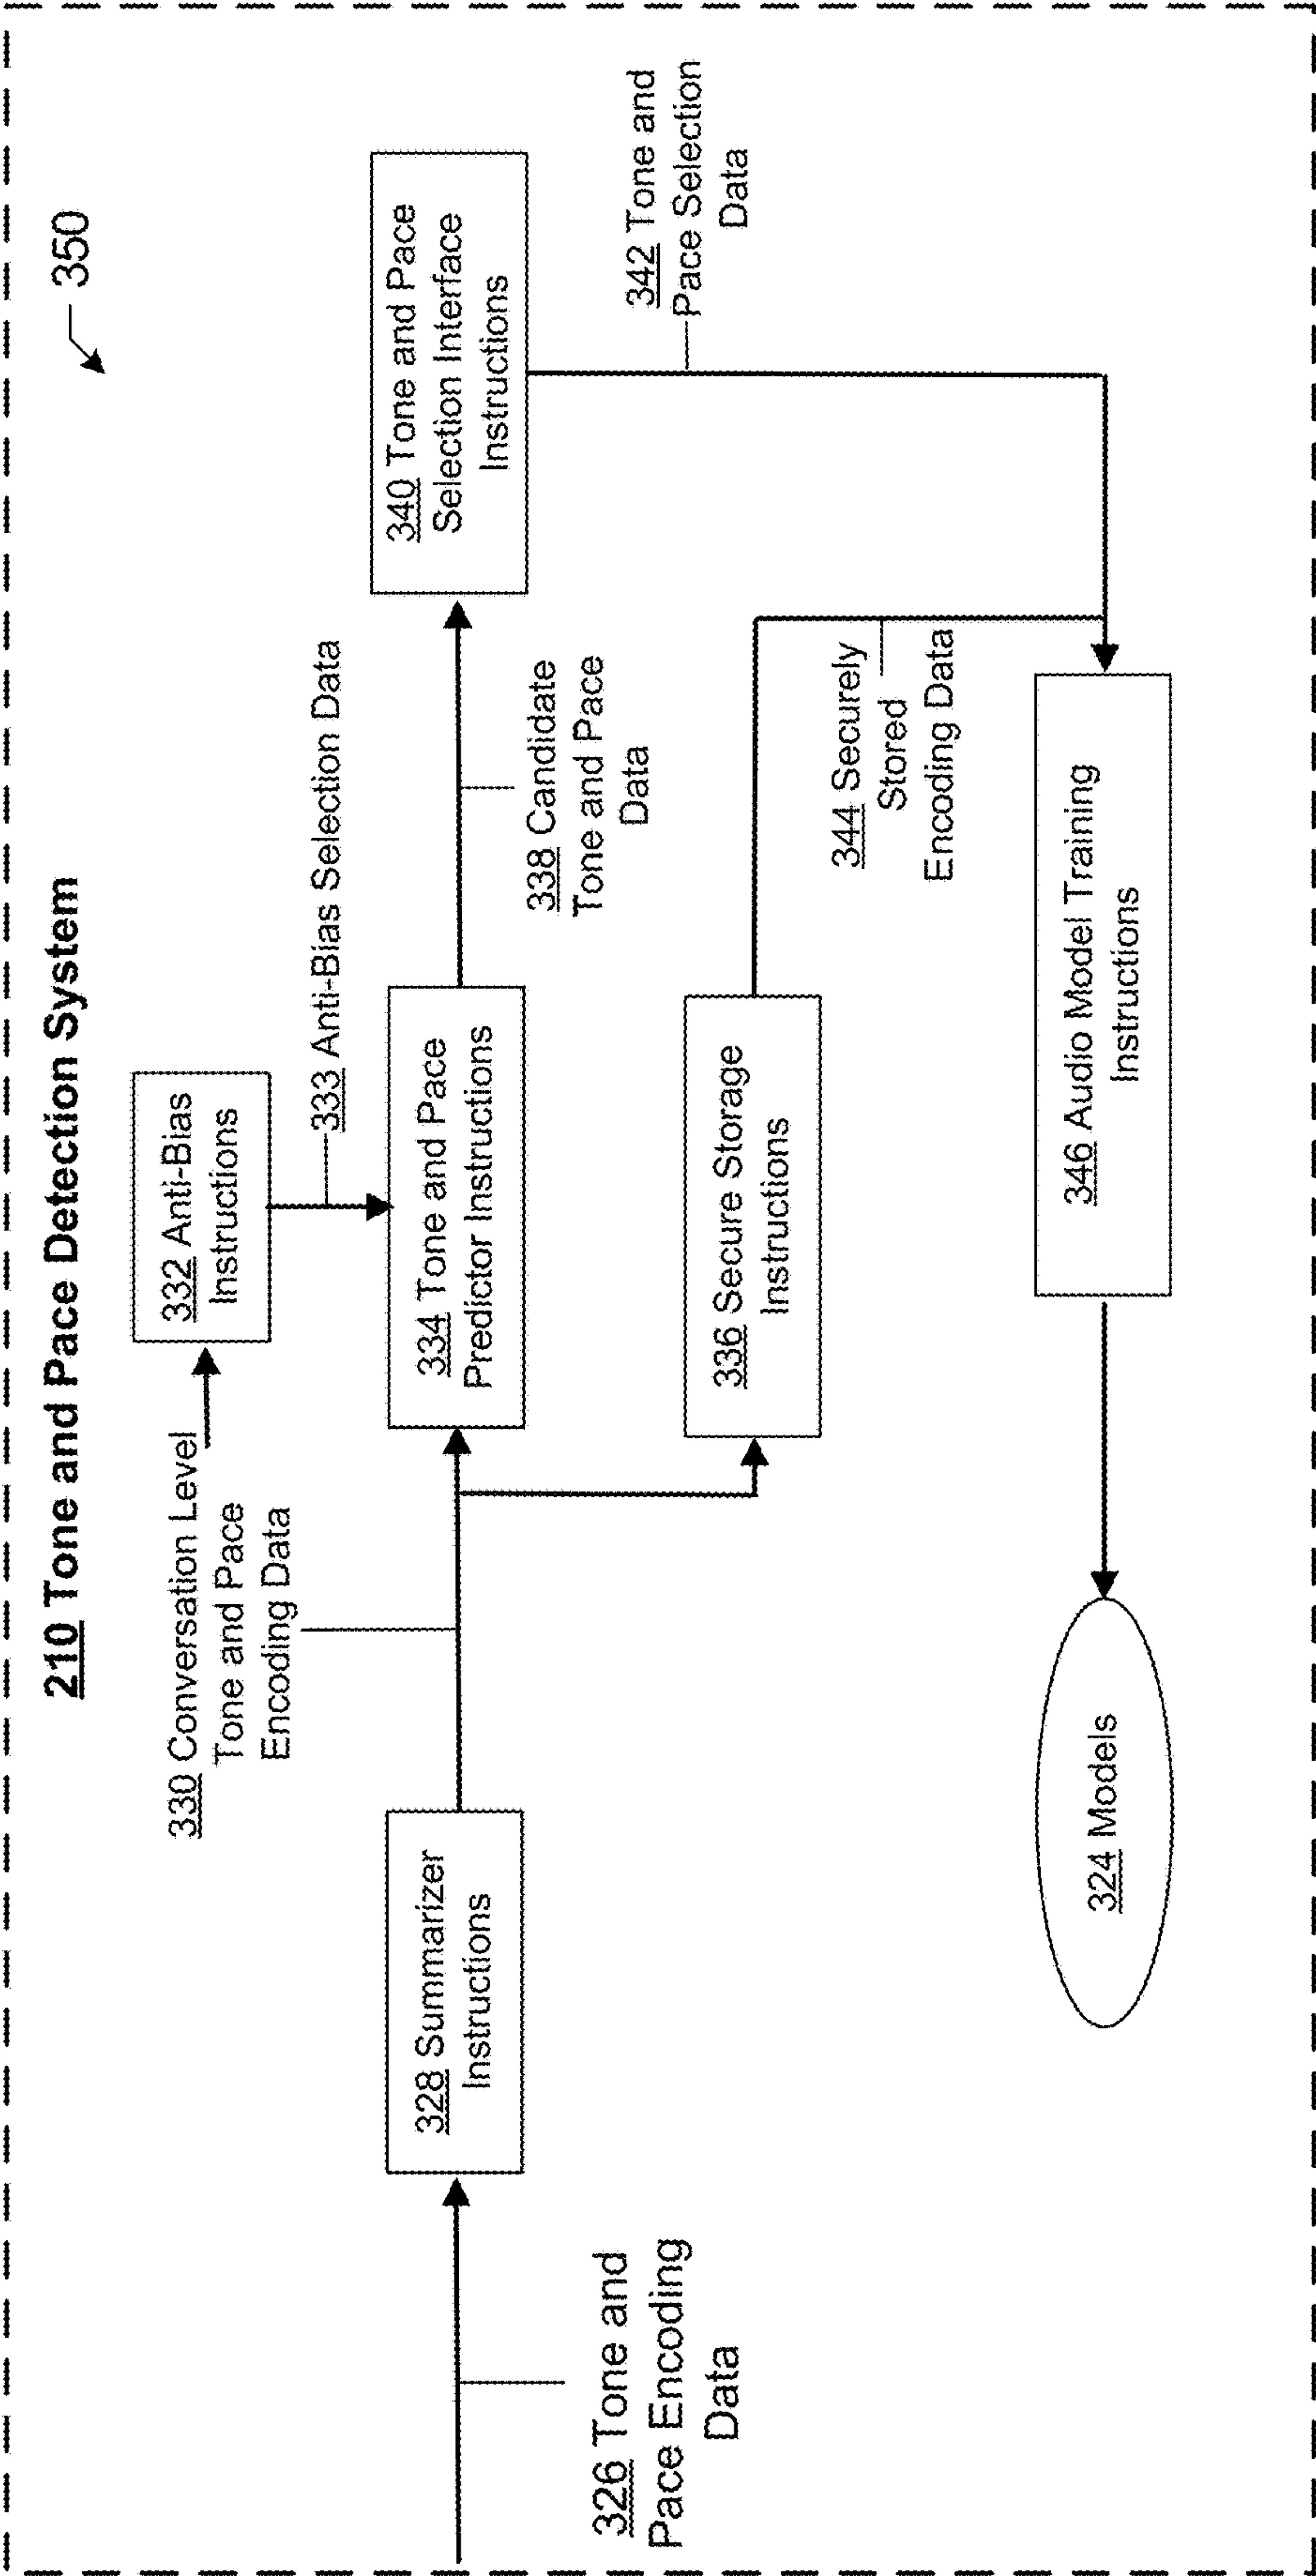 210 Tone and Pace Detection System
350
330 Conversation Level
Tone and Pace
Encoding Data
332 Anti-Bias
Instructions
333 Anti-Bias Selection Data
326 Tone and
Pace Encoding
Data
328 Summarizer
Instructions
334 Tone and Pace
Predictor Instructions
338 Candidate
Tone and Pace
Data
340 Tone and Pace
Selection Interface
Instructions
342 Tone and
Pace Selection
Data
336 Secure Storage
Instructions
344 Securely
Stored
Encoding Data
324 Models
346 Audio Model Training
Instructions